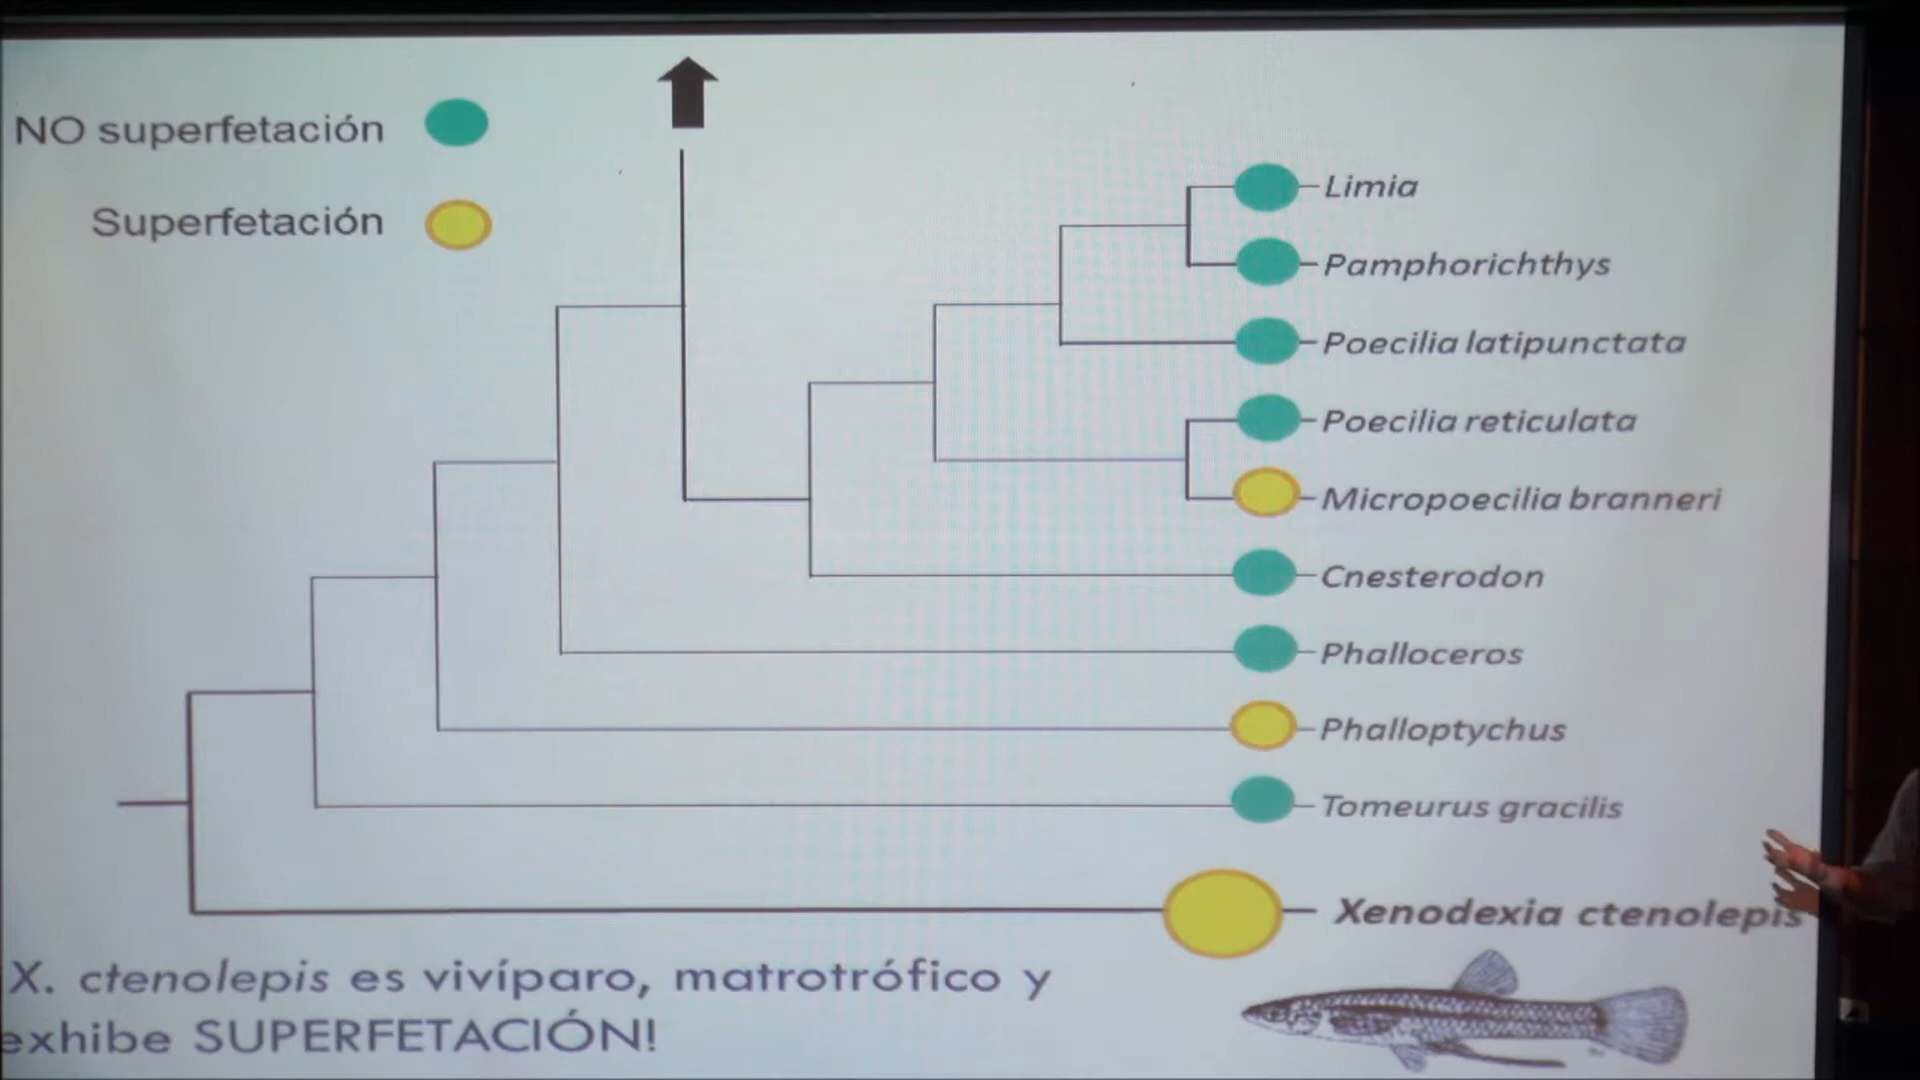 NO superfetación
Superfetación
Limia
Pamphorichthys
Poecilia latipunctata
Poecilia reticulata
Micropoecilia branneri
Cnesterodon
Phalloceros
Phalloptychus
Tomeurus gracilis
Xenodexia ctenolepis
X. ctenolepis es vivíparo, matrotrófico y
exhibe SUPERFETACIÓN!